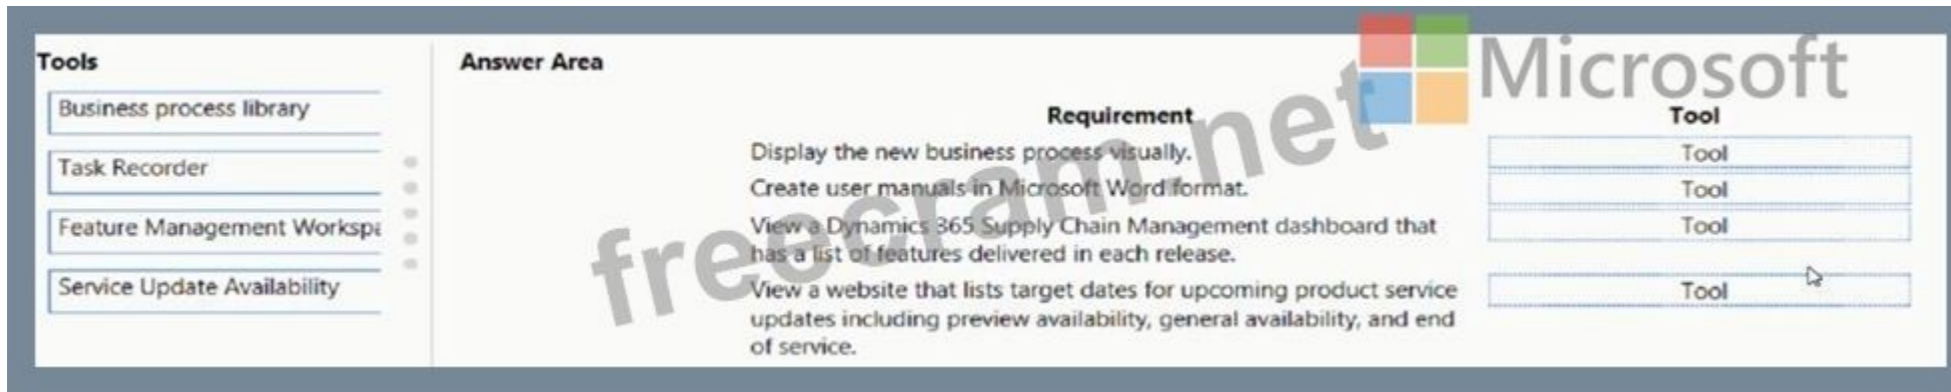 Microsoft
Tools
Answer Area
Requirement
Tool
Business process library
Task Recorder
Feature Management Workspa
Service Update Availability
Display the new business process visually.
Tool
Create user manuals in Microsoft Word format.
Tool
View a Dynamics 365 Supply Chain Management dashboard that
has a list of features delivered in each release.
Tool
View a website that lists target dates for upcoming product service
updates including preview availability, general availability, and end
of service.
Tool
freecram.net